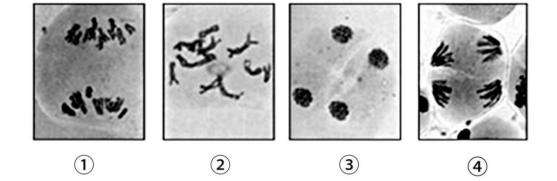 ① ② ③ ④